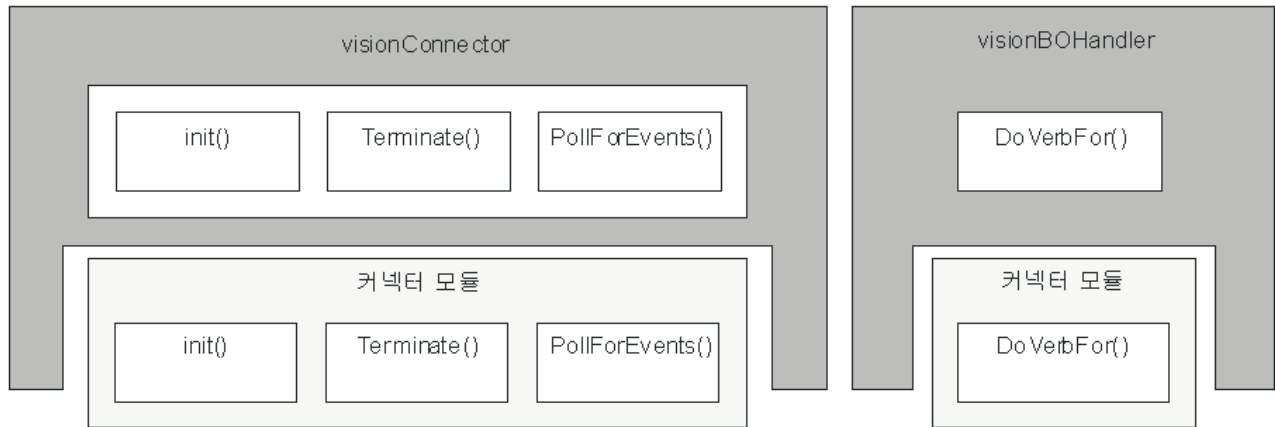 visionConnector
init()
Terminate()
PollForEvents()
커넥터 모듈
init()
Terminate()
PollForEvents()
visionBOHandler
DoVerbFor()
커넥터 모듈
DoVerbFor()